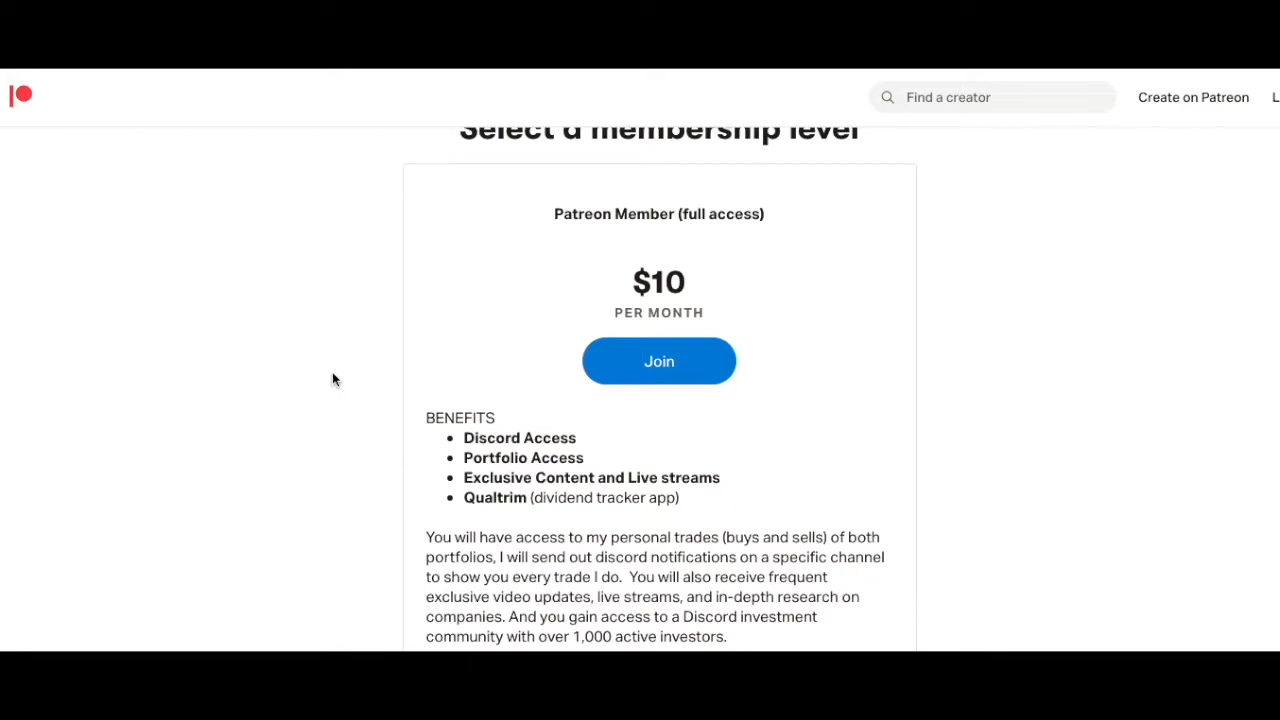 Find a creator
Create on Patreon
L
Select a membership level
Patreon Member (full access)
$10
PER MONTH
Join
BENEFITS
• Discord Access
• Portfolio Access
• Exclusive Content and Live streams
• Qualtrim (dividend tracker app)
You will have access to my personal trades (buys and sells) of both
portfolios, I will send out discord notifications on a specific channel
to show you every trade I do.  You will also receive frequent
exclusive video updates, live streams, and in-depth research on
companies. And you gain access to a Discord investment
community with over 1,000 active investors.